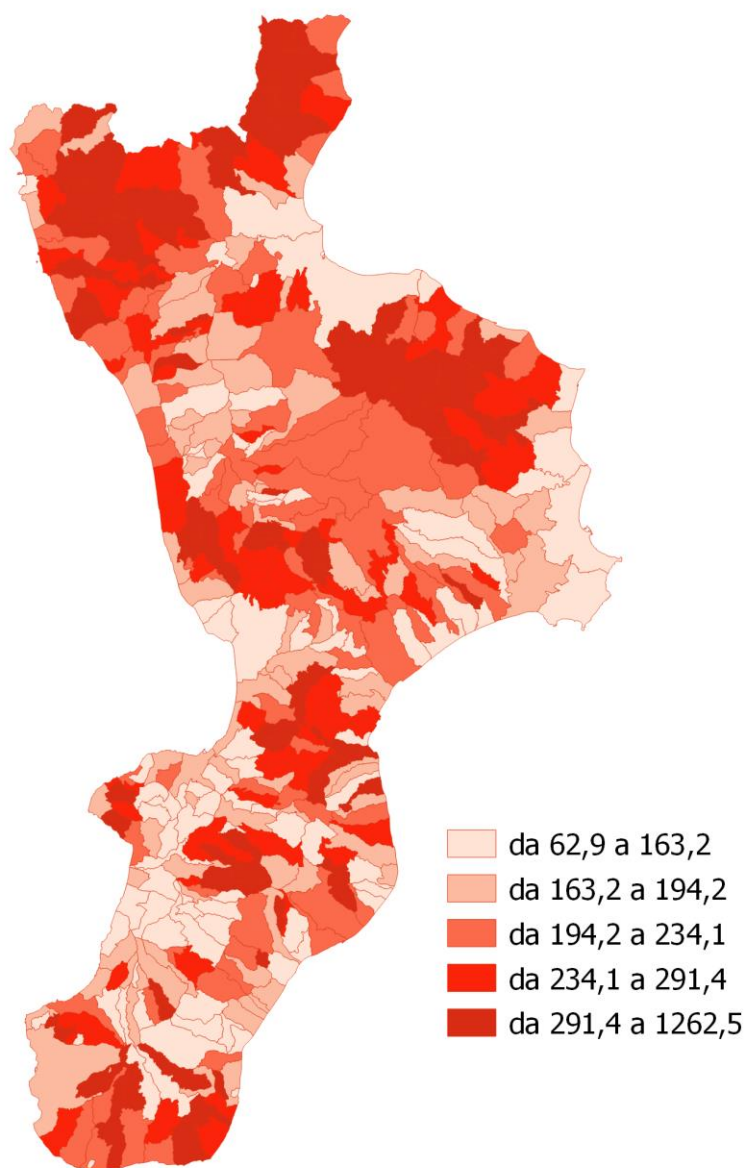 da 62,9 a 163,2
da 163,2 a 194,2
da 194,2 a 234,1
da 234,1 a 291,4
da 291,4 a 1262,5